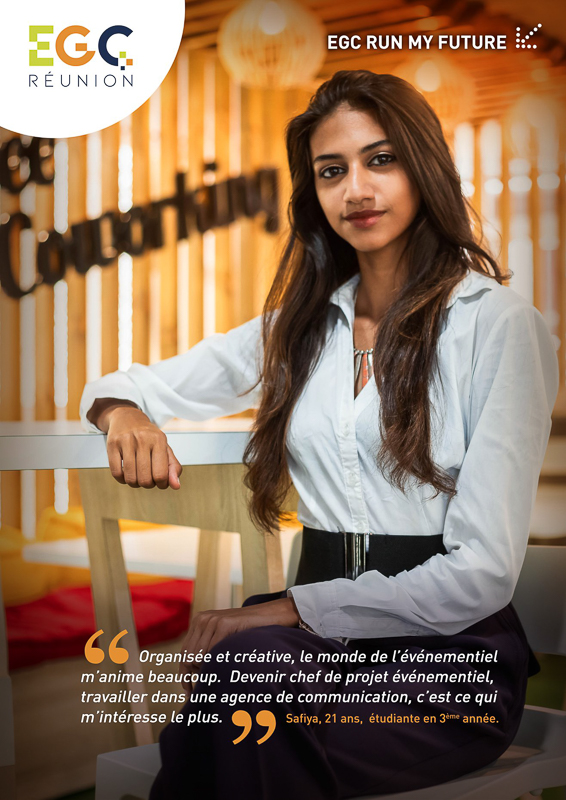 EGC
RÉUNION
EGC RUN MY FUTURE
Coworking
“ Organisée et créative, le monde de l’événementiel
m’anime beaucoup. Devenir chef de projet événementiel,
travailler dans une agence de communication, c’est ce qui
m’intéresse le plus. ” Safiya, 21 ans, étudiante en 3ème année.